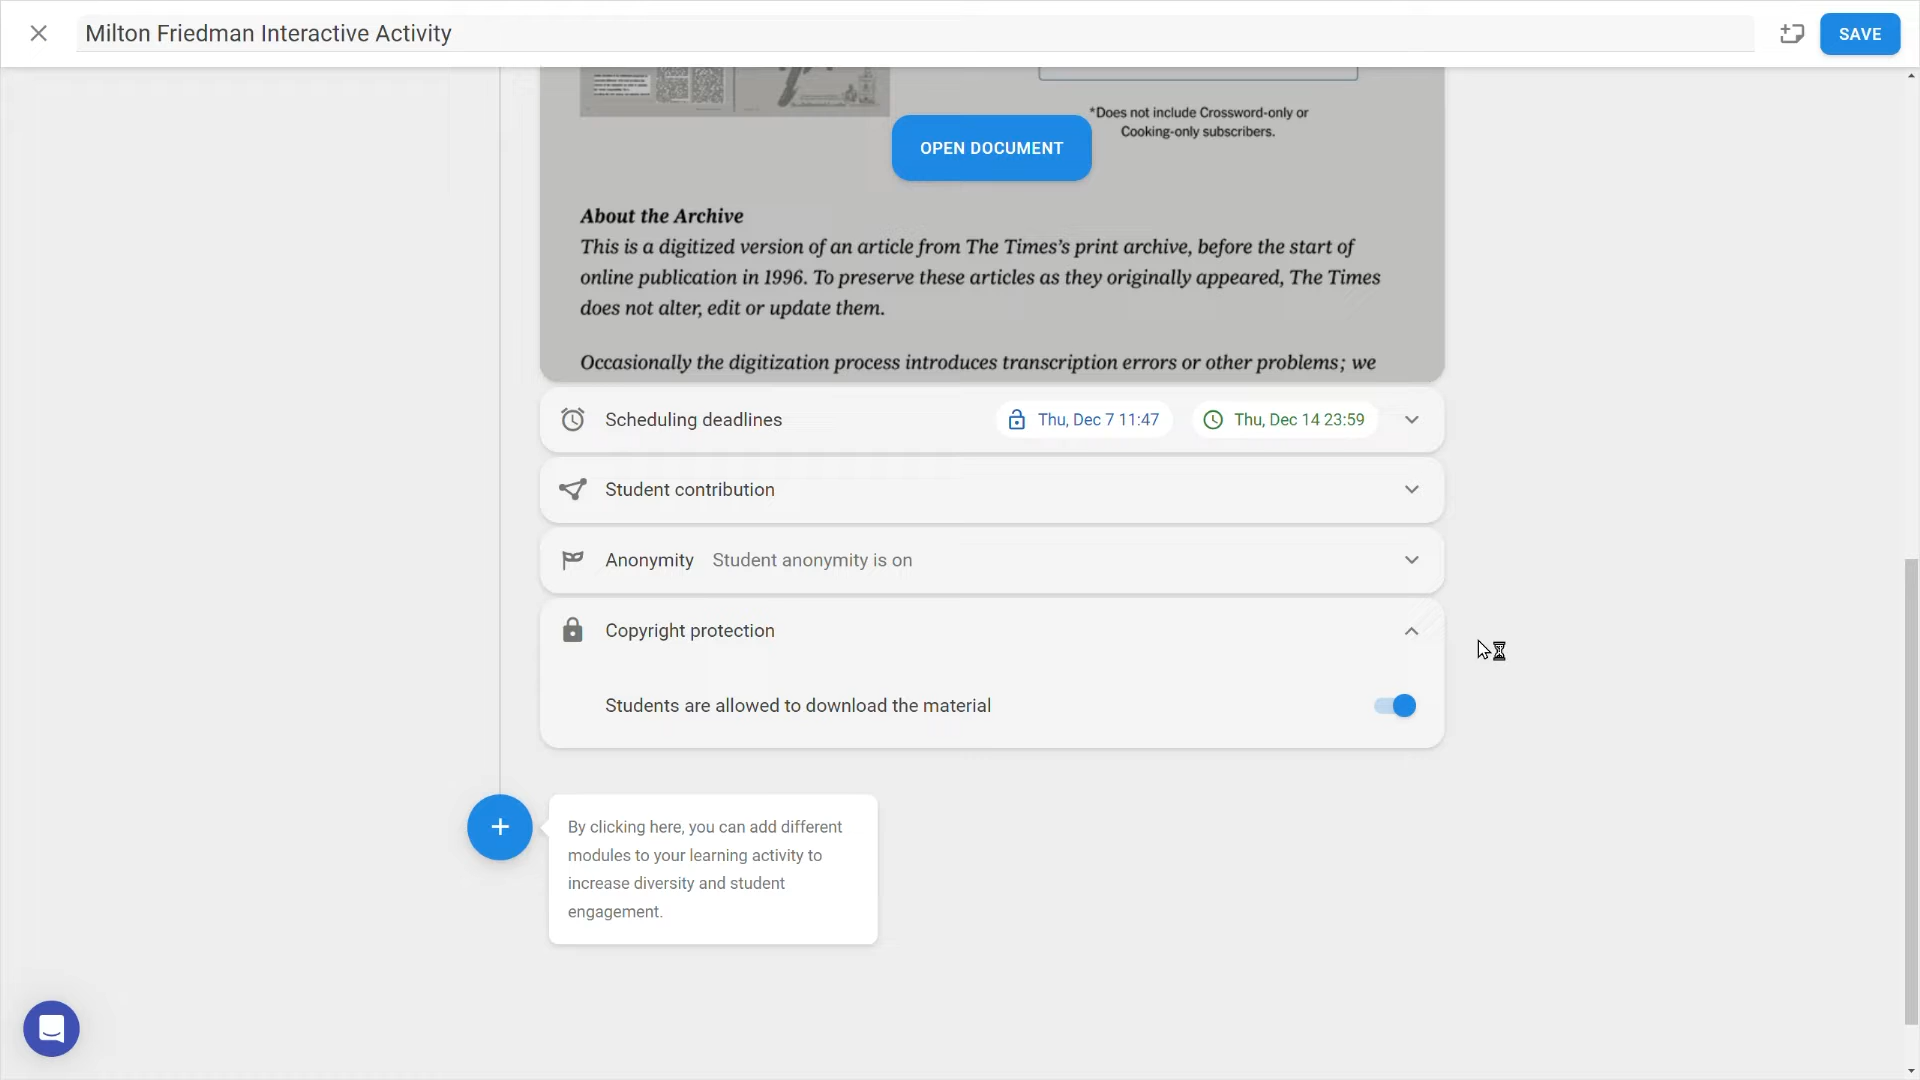 Milton Friedman Interactive Activity
SAVE
*Does not include Crossword-only or
Cooking-only subscribers.
OPEN DOCUMENT
About the Archive
This is a digitized version of an article from The Times’s print archive, before the start of
online publication in 1996. To preserve these articles as they originally appeared, The Times
does not alter, edit or update them.
Occasionally the digitization process introduces transcription errors or other problems; we
Scheduling deadlines
Thu, Dec 7 11:47
Thu, Dec 14 23:59
Student contribution
Anonymity Student anonymity is on
Copyright protection
Students are allowed to download the material
By clicking here, you can add different
modules to your learning activity to
increase diversity and student
engagement.